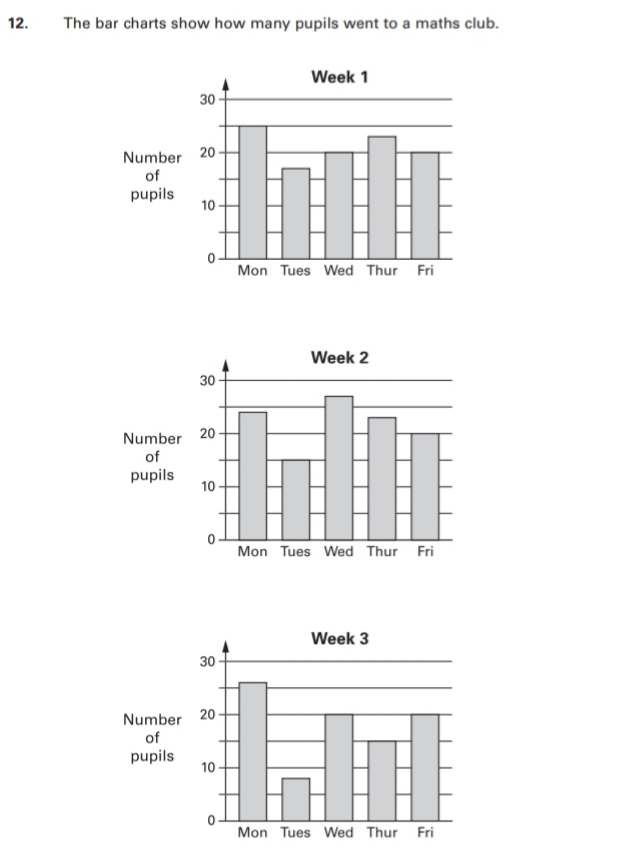 12. The bar charts show how many pupils went to a maths club.
Week 1
Number
of
pupils
30
20
10
0
Mon Tues Wed Thur Fri
Week 2
Number
of
pupils
30
20
10
0
Mon Tues Wed Thur Fri
Week 3
Number
of
pupils
30
20
10
0
Mon Tues Wed Thur Fri